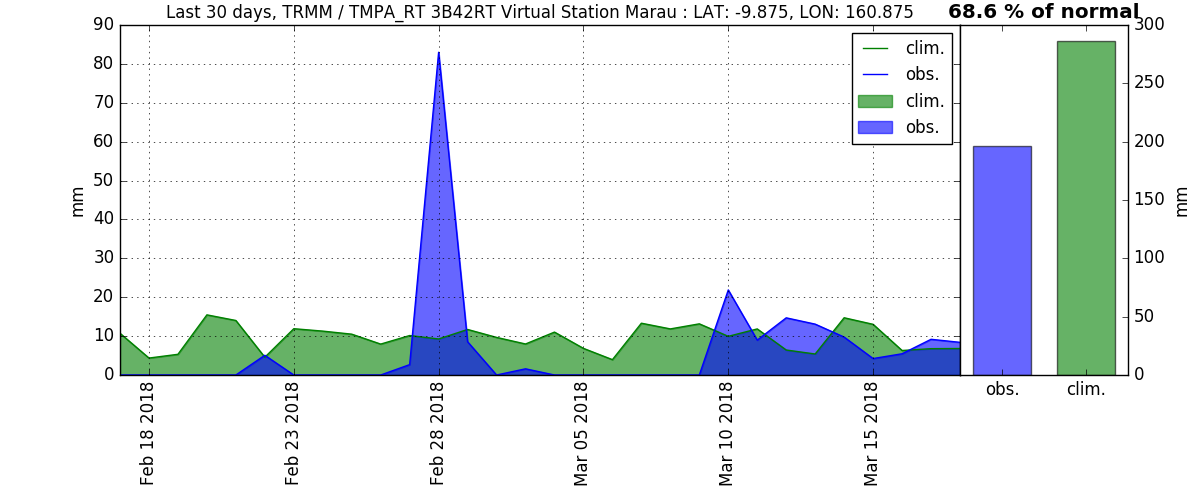 Last 30 days, TRMM / TMPA_RT 3B42RT Virtual Station Marau : LAT: -9.875, LON: 160.875
68.6 % of normal
90
80
70
60
50
40
30
20
10
0
mm
clim.
obs.
clim.
obs.
Feb 18 2018
Feb 23 2018
Feb 28 2018
Mar 05 2018
Mar 10 2018
Mar 15 2018
300
250
200
150
100
50
0
mm
obs.
clim.